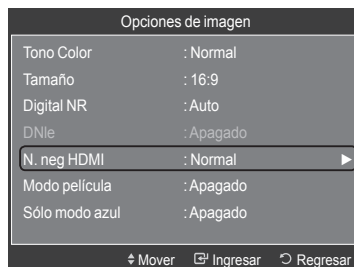 Opciones de imagen
Tono Color : Normal
Tamaño : 16:9
Digital NR : Auto
DNIe : Apagado
N. neg HDMI : Normal
Modo película : Apagado
Sólo modo azul : Apagado
Mover Ingresar Regresar